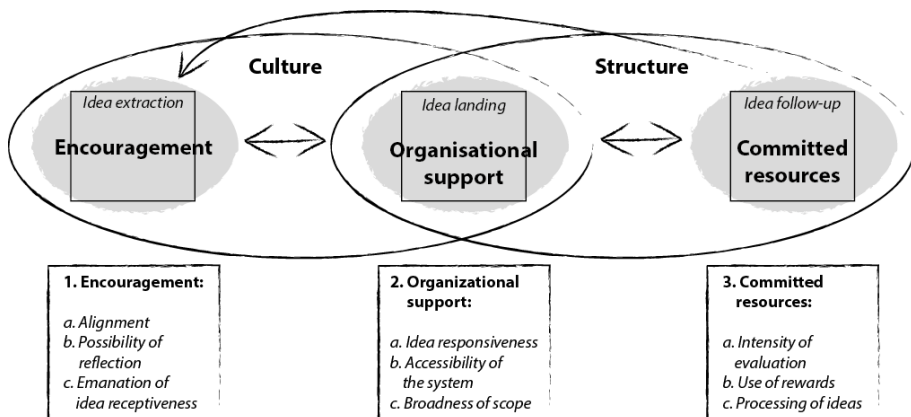 Culture
Structure
Idea extraction
Encouragement
Idea landing
Organisational
support
Idea follow-up
Committed
resources
1. Encouragement:
a. Alignment
b. Possibility of
reflection
c. Emanation of
idea receptiveness
2. Organizational
support:
a. Idea responsiveness
b. Accessibility of
the system
c. Broadness of scope
3. Committed
resources:
a. Intensity of
evaluation
b. Use of rewards
c. Processing of ideas